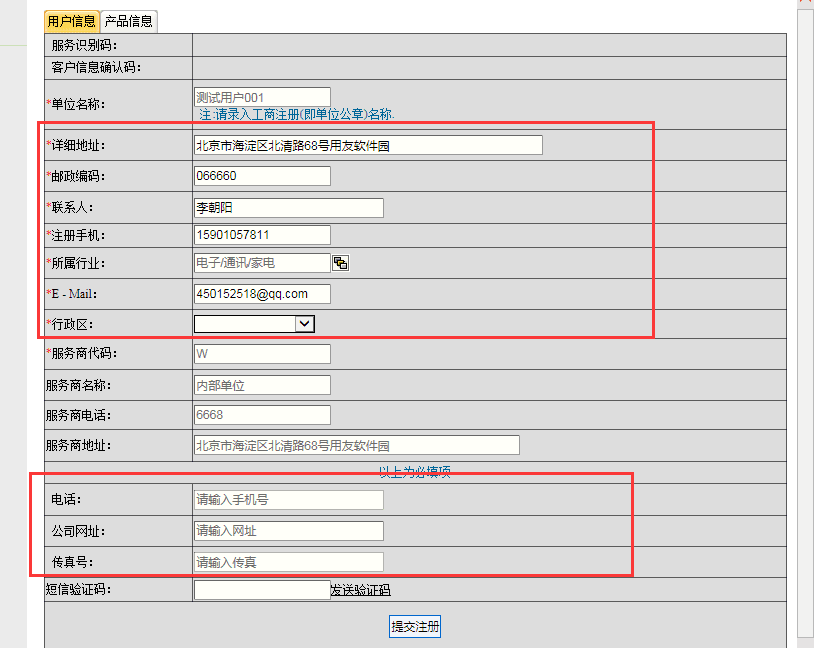 用户信息 产品信息
服务识别码：
客户信息确认码：
*单位名称： 测试用户001
注:请录入工商注册(即单位公章)名称.
*详细地址： 北京市海淀区北清路68号用友软件园
*邮政编码： 066660
*联系人： 李朝阳
*注册手机： 15901057811
*所属行业： 电子/通讯/家电
*E - Mail： 450152518@qq.com
*行政区：
*服务商代码： W
服务商名称： 内部单位
服务商电话： 6668
服务商地址： 北京市海淀区北清路68号用友软件园
以上为必填项
电话： 请输入手机号
公司网址： 请输入网址
传真号： 请输入传真
短信验证码： 发送验证码
提交注册